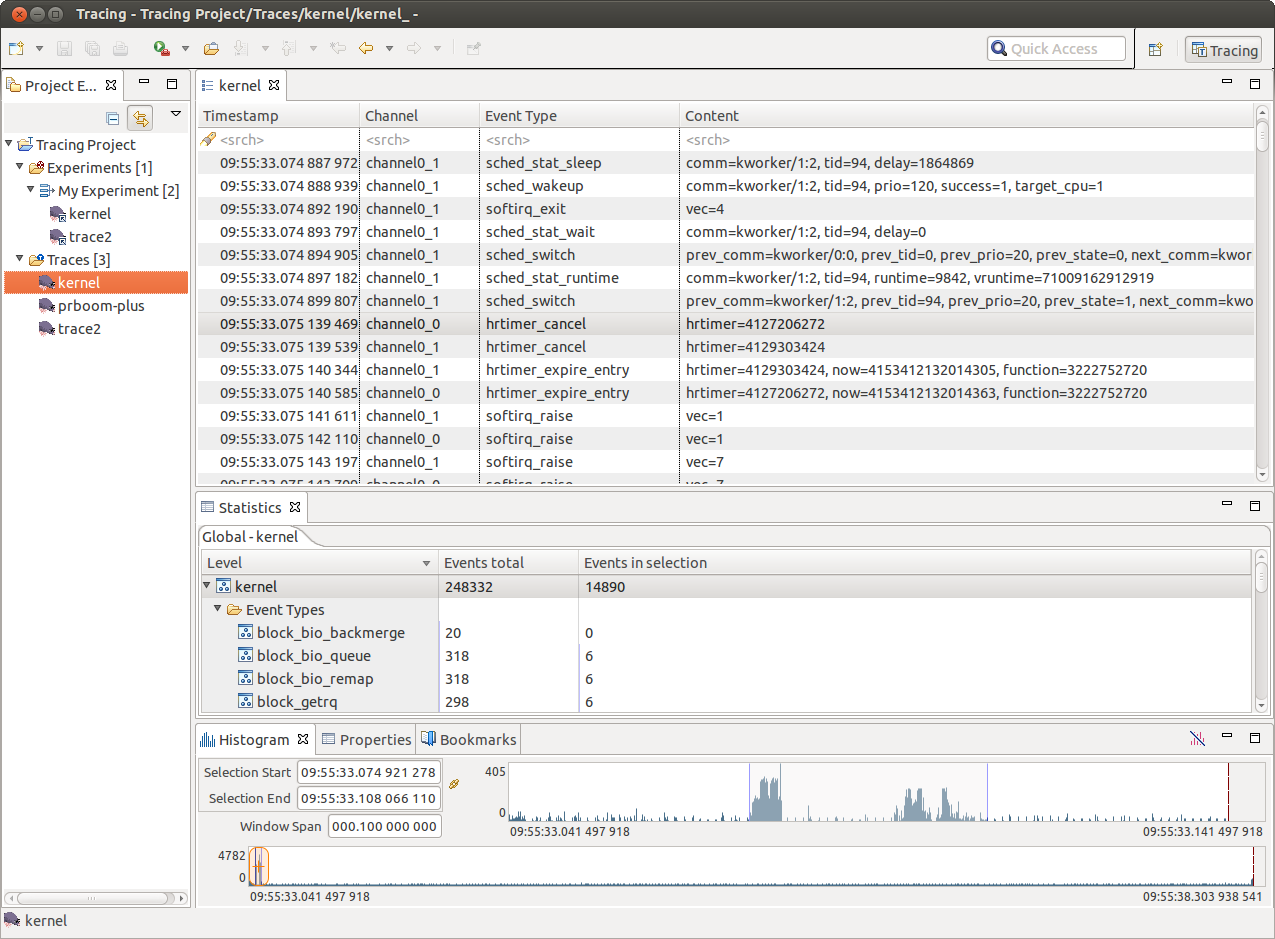 Tracing - Tracing Project/Traces/kernel/kernel_ -
Quick Access
Tracing
Project E...
kernel
Tracing Project
Experiments [1]
My Experiment [2]
kernel
trace2
Traces [3]
kernel
prboom-plus
trace2
Timestamp Channel Event Type Content
<srch> <srch> <srch> <srch>
09:55:33.074 887 972 channel0_1 sched_stat_sleep comm=kworker/1:2, tid=94, delay=1864869
09:55:33.074 888 939 channel0_1 sched_wakeup comm=kworker/1:2, tid=94, prio=120, success=1, target_cpu=1
09:55:33.074 892 190 channel0_1 softirq_exit vec=4
09:55:33.074 893 797 channel0_1 sched_stat_wait comm=kworker/1:2, tid=94, delay=0
09:55:33.074 894 905 channel0_1 sched_switch prev_comm=kworker/0:0, prev_tid=0, prev_prio=20, prev_state=0, next_comm=kwor
09:55:33.074 897 182 channel0_1 sched_stat_runtime comm=kworker/1:2, tid=94, runtime=9842, vruntime=71009162912919
09:55:33.074 899 807 channel0_1 sched_switch prev_comm=kworker/1:2, prev_tid=94, prev_prio=20, prev_state=1, next_comm=kwo
09:55:33.075 139 469 channel0_0 hrtimer_cancel hrtimer=4127206272
09:55:33.075 139 539 channel0_1 hrtimer_cancel hrtimer=4129303424
09:55:33.075 140 344 channel0_1 hrtimer_expire_entry hrtimer=4129303424, now=4153412132014305, function=3222752720
09:55:33.075 140 585 channel0_0 hrtimer_expire_entry hrtimer=4127206272, now=4153412132014363, function=3222752720
09:55:33.075 141 611 channel0_1 softirq_raise vec=1
09:55:33.075 142 110 channel0_0 softirq_raise vec=1
09:55:33.075 143 197 channel0_1 softirq_raise vec=7
Statistics
Global - kernel
Level Events total Events in selection
kernel 248332 14890
Event Types
block_bio_backmerge 20 0
block_bio_queue 318 6
block_bio_remap 318 6
block_getrq 298 6
Histogram Properties Bookmarks
Selection Start 09:55:33.074 921 278
Selection End 09:55:33.108 066 110
Window Span 000.100 000 000
405
0
09:55:33.041 497 918 09:55:33.141 497 918
4782
0
09:55:33.041 497 918 09:55:38.303 938 541
kernel